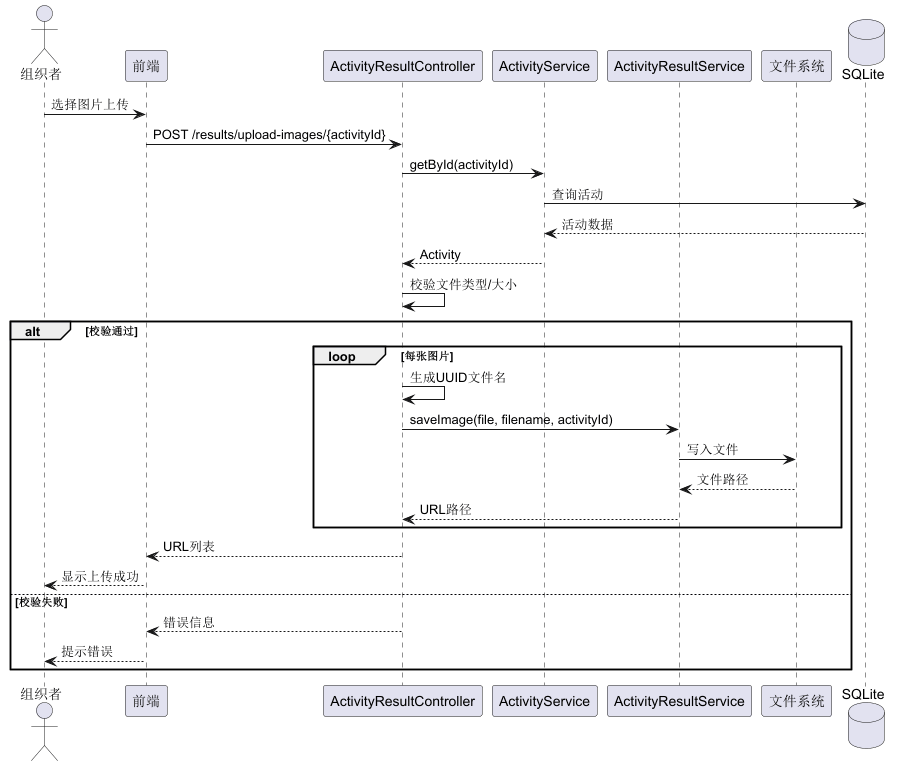 组织者
前端
ActivityResultController
ActivityService
ActivityResultService
文件系统
SQLite
选择图片上传
POST /results/upload-images/{activityId}
getById(activityId)
查询活动
活动数据
Activity
校验文件类型/大小
alt
[校验通过]
loop
[每张图片]
生成UUID文件名
saveImage(file, filename, activityId)
写入文件
文件路径
URL路径
URL列表
显示上传成功
[校验失败]
错误信息
提示错误
组织者
前端
ActivityResultController
ActivityService
ActivityResultService
文件系统
SQLite